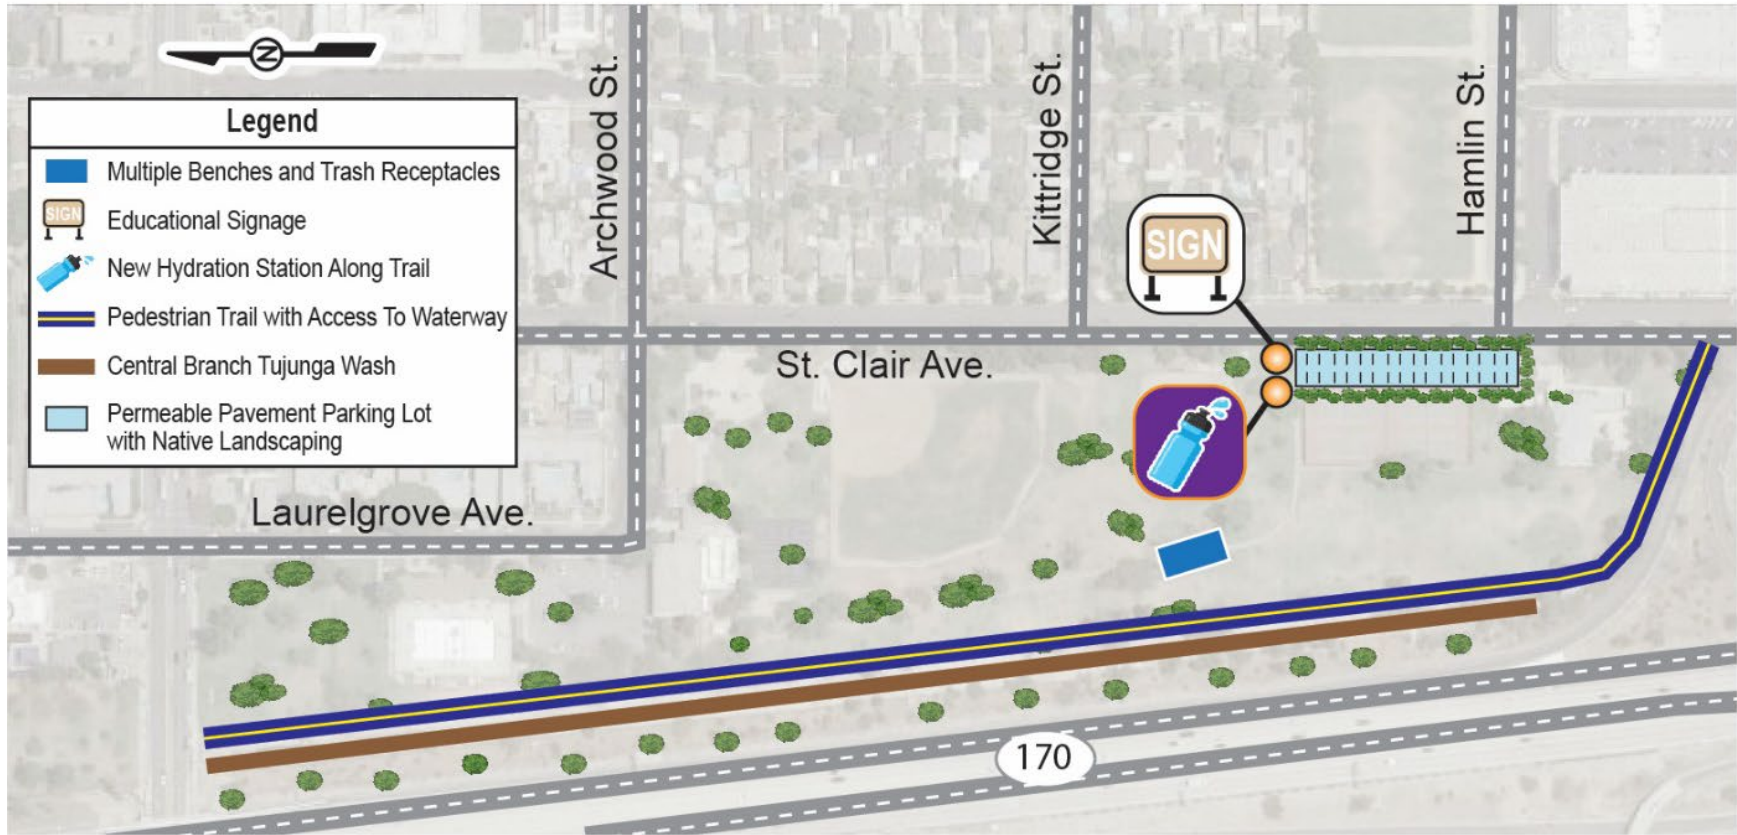 N
Legend
Multiple Benches and Trash Receptacles
SIGN
Educational Signage
New Hydration Station Along Trail
Pedestrian Trail with Access To Waterway
Central Branch Tujunga Wash
Permeable Pavement Parking Lot
with Native Landscaping
Archwood St.
Kittridge St.
Hamlin St.
SIGN
St. Clair Ave.
Laurelgrove Ave.
170